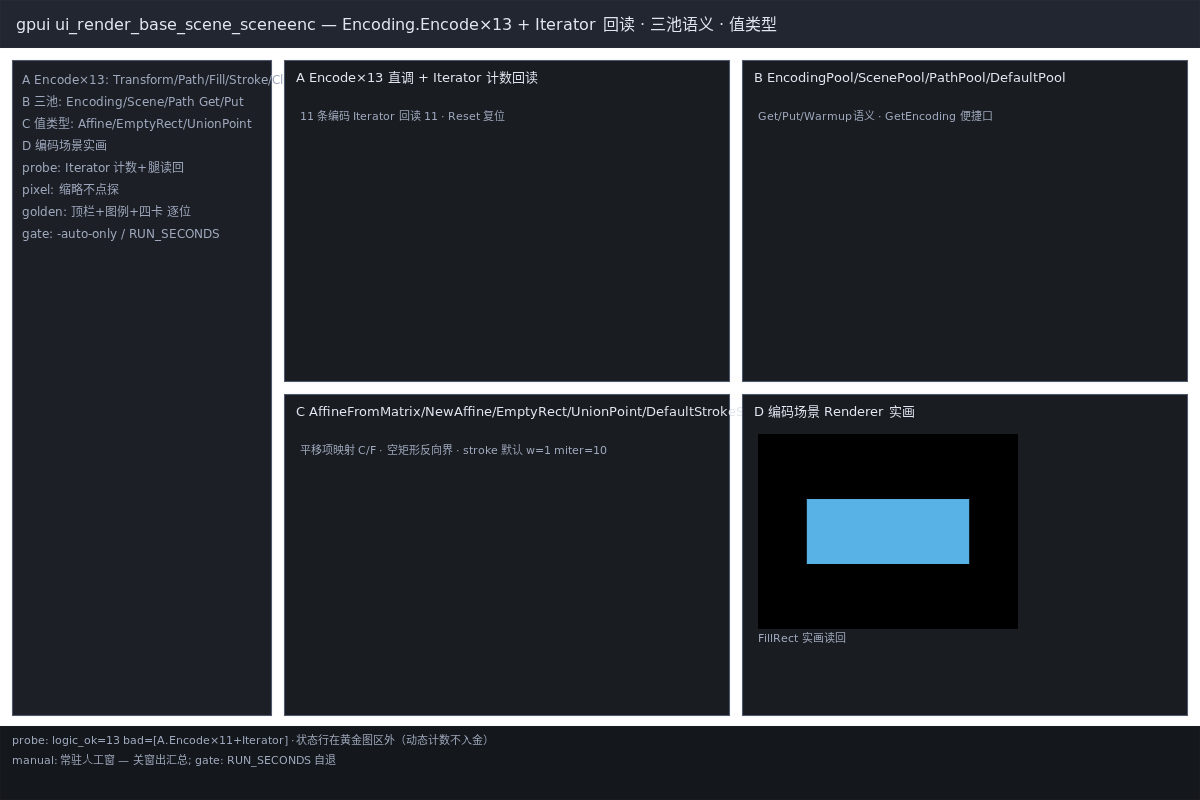 gpui ui_render_base_scene_sceneenc — Encoding.Encode×13 + Iterator 回读 · 三池语义 · 值类型
A Encode×13: Transform/Path/Fill/Stroke/Cl
B 三池: Encoding/Scene/Path Get/Put
C 值类型: Affine/EmptyRect/UnionPoint
D 编码场景实画
probe: Iterator 计数+腿读回
pixel: 缩略不点探
golden: 顶栏+图例+四卡 逐位
gate: -auto-only / RUN_SECONDS
A Encode×13 直调 + Iterator 计数回读
11 条编码 Iterator 回读 11 · Reset 复位
B EncodingPool/ScenePool/PathPool/DefaultPool
Get/Put/Warmup语义 · GetEncoding 便捷口
C AffineFromMatrix/NewAffine/EmptyRect/UnionPoint/DefaultStroke
平移项映射 C/F · 空矩形反向界 · stroke 默认 w=1 miter=10
D 编码场景 Renderer 实画
FillRect 实画读回
probe: logic_ok=13 bad=[A.Encode×11+Iterator] · 状态行在黄金图区外（动态计数不入金）
manual: 常驻人工窗 — 关窗出汇总; gate: RUN_SECONDS 自退